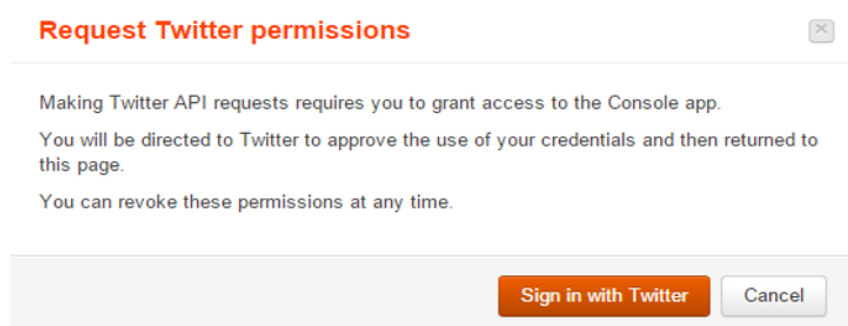 Request Twitter permissions
Making Twitter API requests requires you to grant access to the Console app.
You will be directed to Twitter to approve the use of your credentials and then returned to
this page.
You can revoke these permissions at any time.
Sign in with Twitter
Cancel